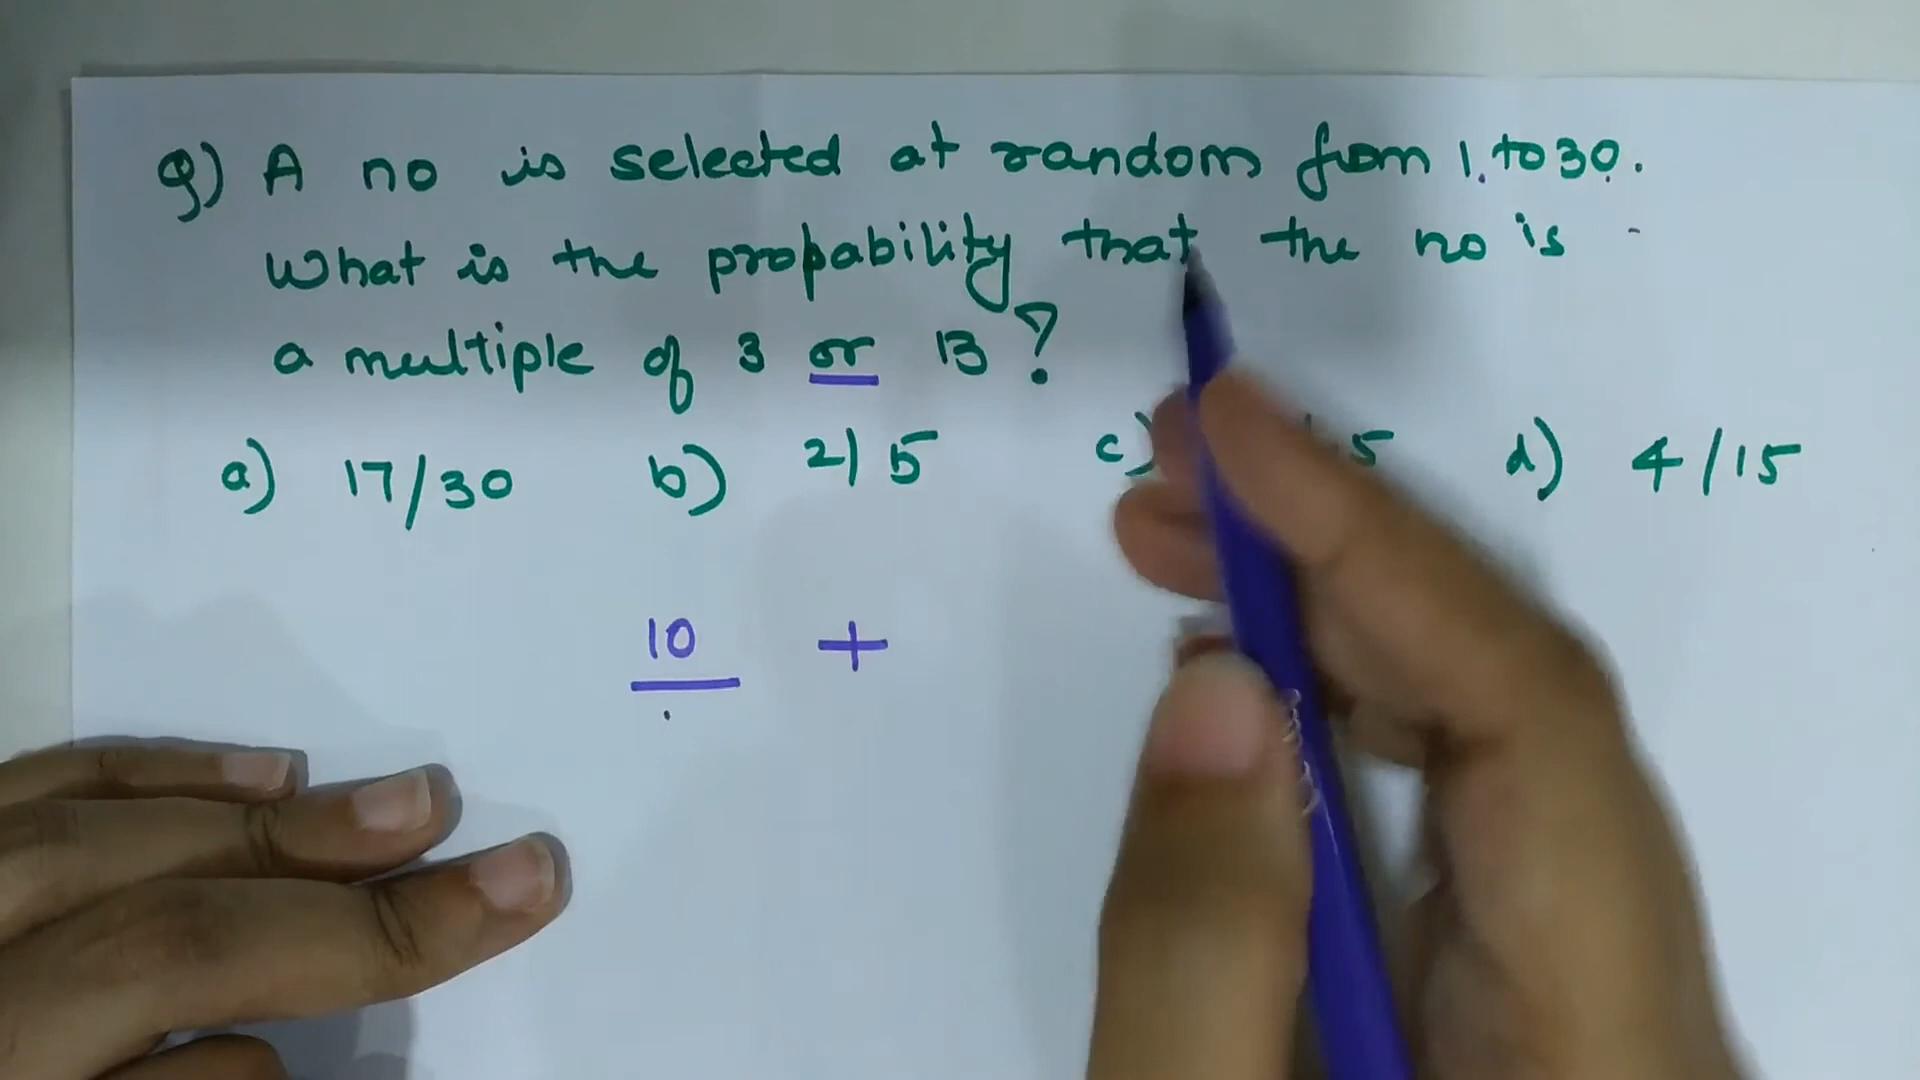 Q) A no is selected at random from 1 to 30.
What is the propability that the no is
a multiple of 3 or 13?
a) 17/30 b) 2/5 c) 5 d) 4/15
10 +